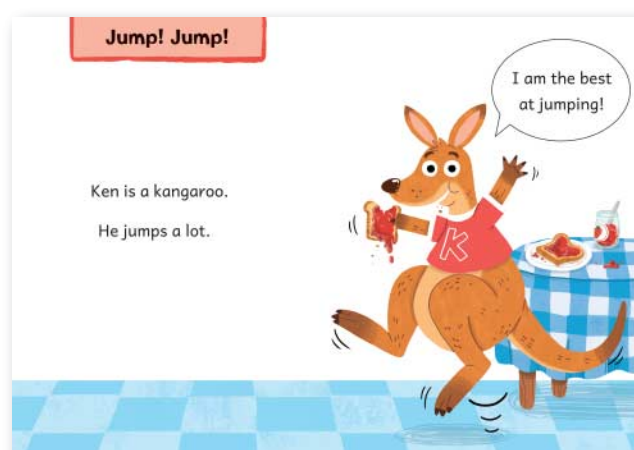 Jump! Jump!
I am the best
at jumping!
Ken is a kangaroo.
He jumps a lot.
K